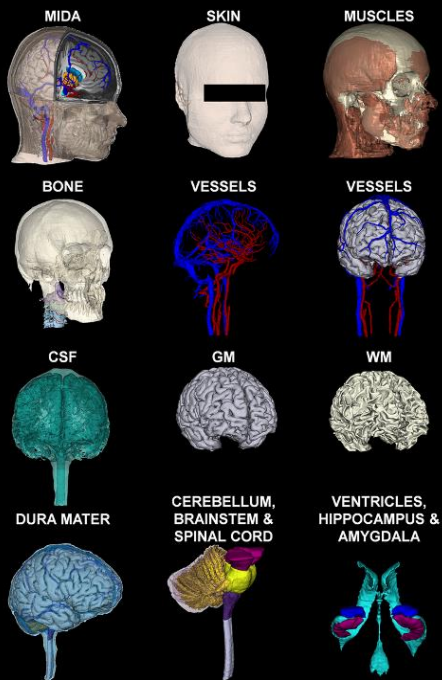 MIDA
SKIN
MUSCLES
BONE
VESSELS
VESSELS
CSF
GM
WM
DURA MATER
CEREBELLUM,
BRAINSTEM &
SPINAL CORD
VENTRICLES,
HIPPOCAMPUS &
AMYGDALA